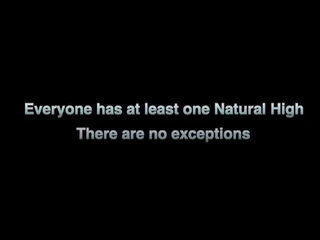 Everyone has at least one Natural High
There are no exceptions